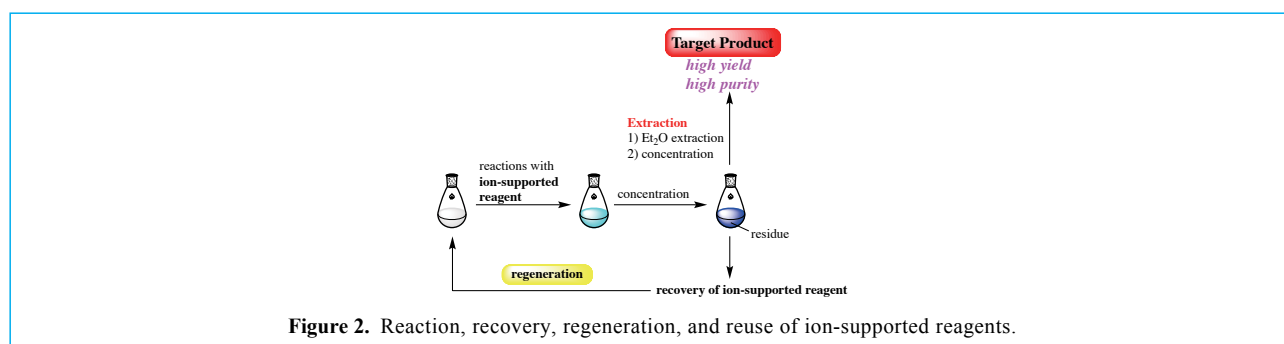 Target Product
high yield
high purity
Extraction
1) Et₂O extraction
2) concentration
reactions with
ion-supported
reagent
concentration
residue
regeneration
recovery of ion-supported reagent
Figure 2. Reaction, recovery, regeneration, and reuse of ion-supported reagents.